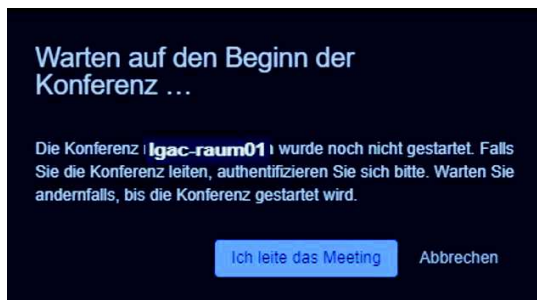 Warten auf den Beginn der
Konferenz ...
Die Konferenz lgac-raum01 wurde noch nicht gestartet. Falls
Sie die Konferenz leiten, authentifizieren Sie sich bitte. Warten Sie
andernfalls, bis die Konferenz gestartet wird.
Ich leite das Meeting Abbrechen